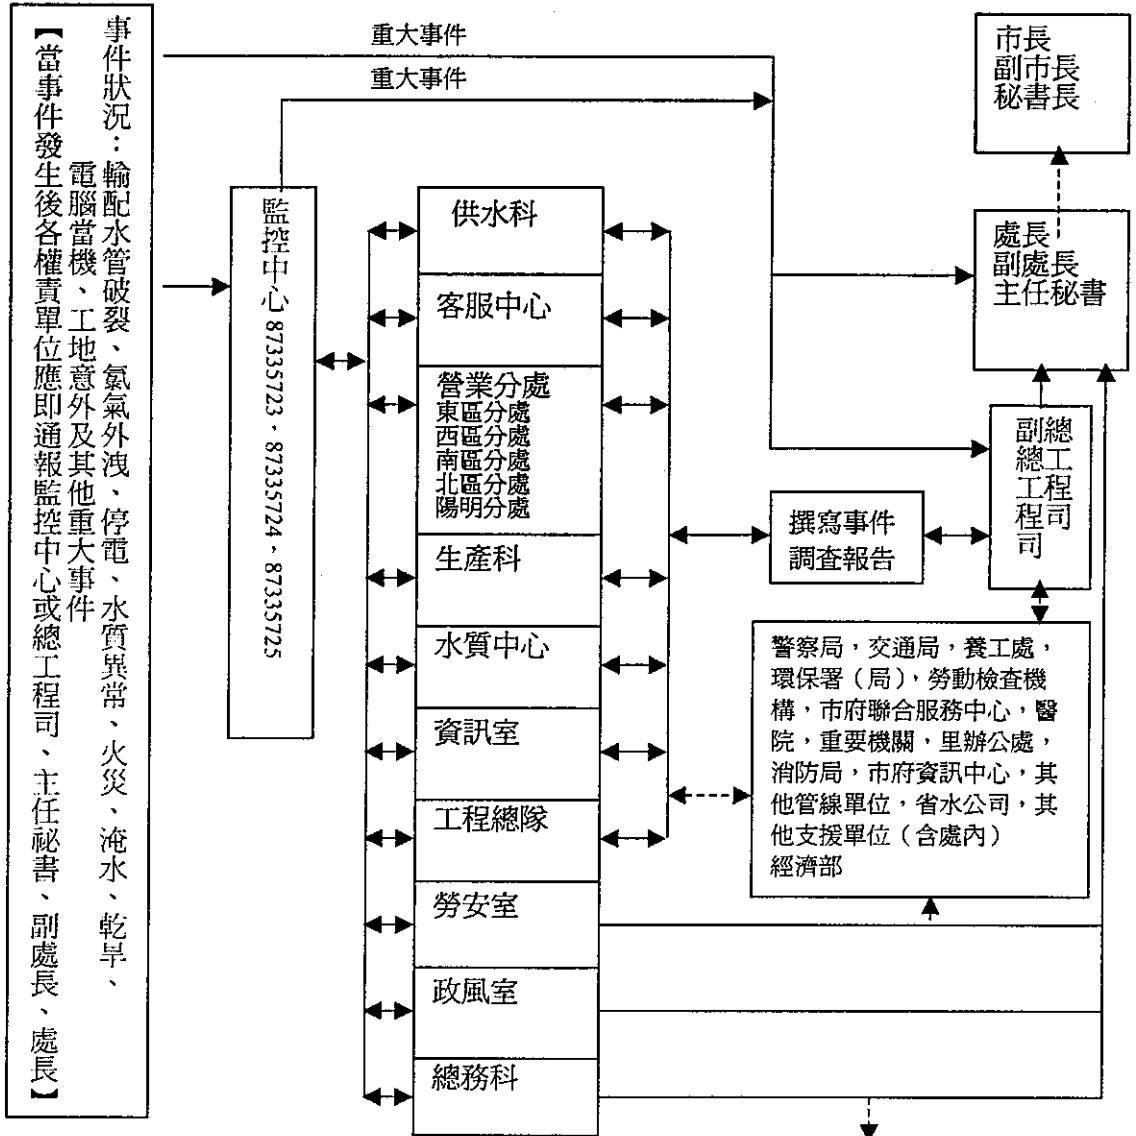 事件狀況：輸配水管破裂、氯氣外洩、停電、水質異常、火災、淹水、乾旱、
電腦當機、工地意外及其他重大事件
【當事件發生後各權責單位應即通報監控中心或總工程司、主任祕書、副處長、處長】
重大事件
重大事件
監控中心 87335723、87335724、87335725
供水科
客服中心
營業分處
東區分處
西區分處
南區分處
北區分處
陽明分處
生產科
水質中心
資訊室
工程總隊
勞安室
政風室
總務科
市長
副市長
秘書長
處長
副處長
主任秘書
總工程司
副總工程司
撰寫事件
調查報告
警察局，交通局，養工處，
環保署（局），勞動檢查機
構，市府聯合服務中心，醫
院，重要機關，里辦公處，
消防局，市府資訊中心，其
他管線單位，省水公司，其
他支援單位（含處內）
經濟部